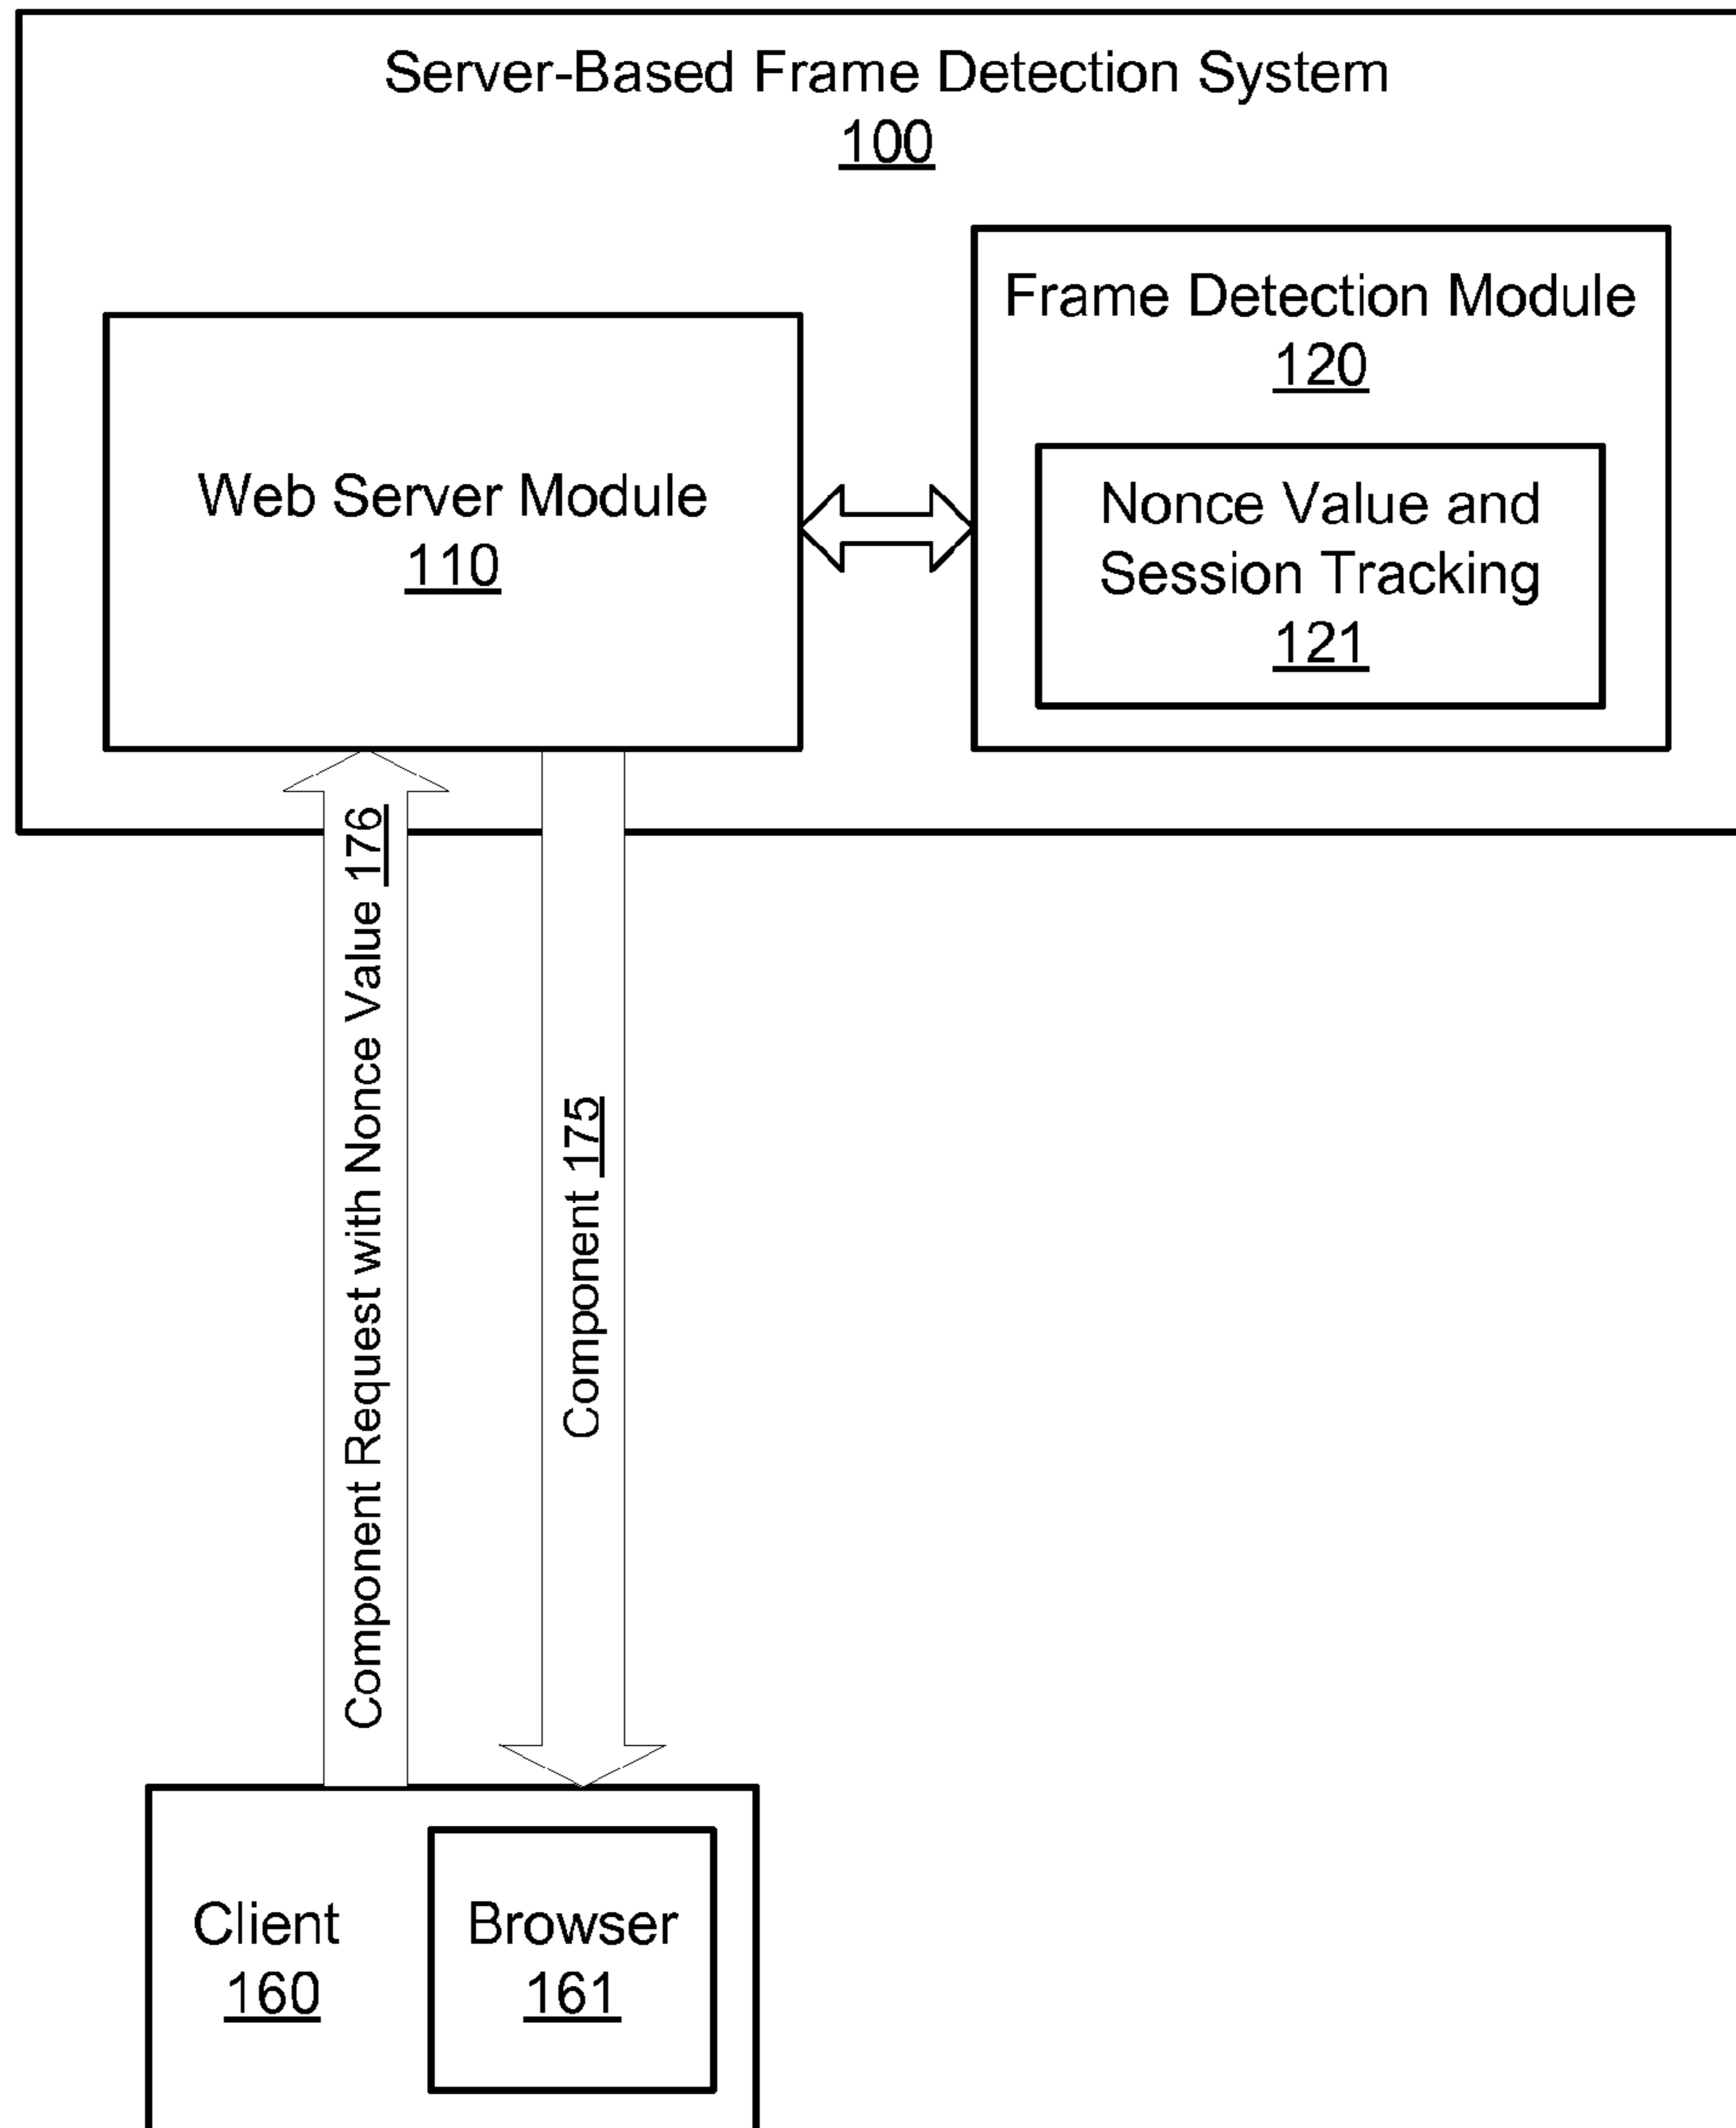 Server-Based Frame Detection System
100
Web Server Module
110
Frame Detection Module
120
Nonce Value and
Session Tracking
121
Component Request with Nonce Value 176
Component 175
Client
160
Browser
161